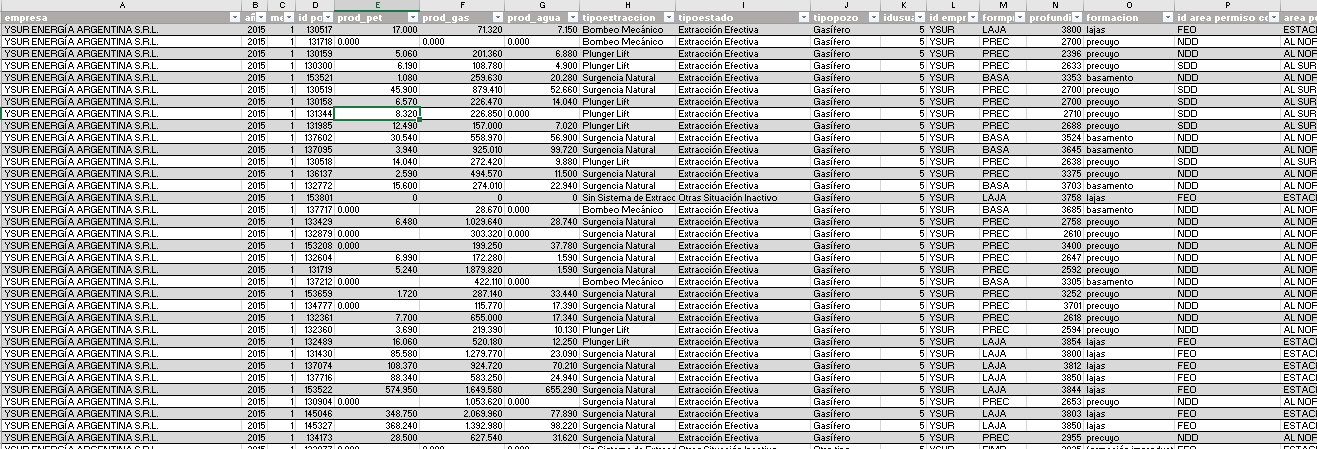 A B C D E F G H I J K L M N O P
empresa añ me id po prod_pet prod_gas prod_agua tipoextraccion tipoestado tipopozo idusua id empr formp profundi formacion id area permiso co area pe
YSUR ENERGÍA ARGENTINA S.R.L. 2015 1 130517 17.000 71.320 7.150 Bombeo Mecánico Extracción Efectiva Gasífero 5 YSUR LAJA 3800 lajas FEO ESTACI
YSUR ENERGÍA ARGENTINA S.R.L. 2015 1 131718 0.000 0.000 0.000 Bombeo Mecánico Extracción Efectiva Gasífero 5 YSUR PREC 2700 precuyo NDD AL NOF
YSUR ENERGÍA ARGENTINA S.R.L. 2015 1 130159 5.060 201.360 6.880 Plunger Lift Extracción Efectiva Gasífero 5 YSUR PREC 2396 precuyo NDD AL NOF
YSUR ENERGÍA ARGENTINA S.R.L. 2015 1 130300 6.190 108.780 4.900 Plunger Lift Extracción Efectiva Gasífero 5 YSUR PREC 2633 precuyo SDD AL SUR
YSUR ENERGÍA ARGENTINA S.R.L. 2015 1 153521 1.080 259.630 20.280 Surgencia Natural Extracción Efectiva Gasífero 5 YSUR BASA 3353 basamento NDD AL NOF
YSUR ENERGÍA ARGENTINA S.R.L. 2015 1 130519 45.900 879.410 52.660 Surgencia Natural Extracción Efectiva Gasífero 5 YSUR PREC 2700 precuyo SDD AL SUR
YSUR ENERGÍA ARGENTINA S.R.L. 2015 1 130158 6.570 226.470 14.040 Plunger Lift Extracción Efectiva Gasífero 5 YSUR PREC 2700 precuyo SDD AL SUR
YSUR ENERGÍA ARGENTINA S.R.L. 2015 1 131344 8.320 226.850 0.000 Plunger Lift Extracción Efectiva Gasífero 5 YSUR PREC 2710 precuyo SDD AL SUR
YSUR ENERGÍA ARGENTINA S.R.L. 2015 1 131985 12.490 157.000 7.020 Plunger Lift Extracción Efectiva Gasífero 5 YSUR PREC 2688 precuyo SDD AL SUR
YSUR ENERGÍA ARGENTINA S.R.L. 2015 1 137602 30.540 558.970 56.900 Surgencia Natural Extracción Efectiva Gasífero 5 YSUR BASA 3524 basamento NDD AL NOF
YSUR ENERGÍA ARGENTINA S.R.L. 2015 1 137095 3.940 925.010 99.720 Surgencia Natural Extracción Efectiva Gasífero 5 YSUR BASA 3645 basamento NDD AL NOF
YSUR ENERGÍA ARGENTINA S.R.L. 2015 1 130518 14.040 272.420 9.880 Plunger Lift Extracción Efectiva Gasífero 5 YSUR PREC 2638 precuyo SDD AL SUR
YSUR ENERGÍA ARGENTINA S.R.L. 2015 1 136137 2.590 494.570 11.500 Plunger Lift Extracción Efectiva Gasífero 5 YSUR PREC 3375 precuyo NDD AL NOF
YSUR ENERGÍA ARGENTINA S.R.L. 2015 1 132772 15.600 274.010 22.940 Plunger Lift Extracción Efectiva Gasífero 5 YSUR BASA 3703 basamento NDD AL NOF
YSUR ENERGÍA ARGENTINA S.R.L. 2015 1 153801 0 0 0 Sin Sistema de Extracc Otras Situación Inactivo Gasífero 5 YSUR LAJA 3758 lajas FEO ESTACI
YSUR ENERGÍA ARGENTINA S.R.L. 2015 1 137717 0.000 28.670 0.000 Bombeo Mecánico Extracción Efectiva Gasífero 5 YSUR BASA 3685 basamento NDD AL NOF
YSUR ENERGÍA ARGENTINA S.R.L. 2015 1 133429 6.480 1.029.640 28.740 Surgencia Natural Extracción Efectiva Gasífero 5 YSUR PREC 2758 precuyo NDD AL NOF
YSUR ENERGÍA ARGENTINA S.R.L. 2015 1 132879 0.000 303.320 0.000 Surgencia Natural Extracción Efectiva Gasífero 5 YSUR PREC 2610 precuyo NDD AL NOF
YSUR ENERGÍA ARGENTINA S.R.L. 2015 1 153208 0.000 199.250 37.780 Surgencia Natural Extracción Efectiva Gasífero 5 YSUR PREC 3400 precuyo NDD AL NOF
YSUR ENERGÍA ARGENTINA S.R.L. 2015 1 132604 6.990 172.280 1.590 Surgencia Natural Extracción Efectiva Gasífero 5 YSUR PREC 2647 precuyo NDD AL NOF
YSUR ENERGÍA ARGENTINA S.R.L. 2015 1 131719 5.240 1.879.820 1.590 Surgencia Natural Extracción Efectiva Gasífero 5 YSUR PREC 2592 precuyo NDD AL NOF
YSUR ENERGÍA ARGENTINA S.R.L. 2015 1 137212 0.000 422.110 0.000 Bombeo Mecánico Extracción Efectiva Gasífero 5 YSUR BASA 3305 basamento NDD AL NOF
YSUR ENERGÍA ARGENTINA S.R.L. 2015 1 153659 1.720 287.140 33.440 Surgencia Natural Extracción Efectiva Gasífero 5 YSUR PREC 3252 precuyo NDD AL NOF
YSUR ENERGÍA ARGENTINA S.R.L. 2015 1 134777 0.000 115.770 17.390 Surgencia Natural Extracción Efectiva Gasífero 5 YSUR PREC 3701 precuyo NDD AL NOF
YSUR ENERGÍA ARGENTINA S.R.L. 2015 1 132361 7.700 655.000 17.340 Surgencia Natural Extracción Efectiva Gasífero 5 YSUR PREC 2618 precuyo NDD AL NOF
YSUR ENERGÍA ARGENTINA S.R.L. 2015 1 132360 3.690 219.390 10.130 Plunger Lift Extracción Efectiva Gasífero 5 YSUR PREC 2594 precuyo NDD AL NOF
YSUR ENERGÍA ARGENTINA S.R.L. 2015 1 132489 16.060 520.180 12.250 Plunger Lift Extracción Efectiva Gasífero 5 YSUR LAJA 3854 lajas FEO ESTACI
YSUR ENERGÍA ARGENTINA S.R.L. 2015 1 131430 85.580 1.279.770 23.090 Surgencia Natural Extracción Efectiva Gasífero 5 YSUR LAJA 3800 lajas FEO ESTACI
YSUR ENERGÍA ARGENTINA S.R.L. 2015 1 137074 108.370 924.720 70.210 Surgencia Natural Extracción Efectiva Gasífero 5 YSUR LAJA 3812 lajas FEO ESTACI
YSUR ENERGÍA ARGENTINA S.R.L. 2015 1 137716 88.340 583.250 24.940 Surgencia Natural Extracción Efectiva Gasífero 5 YSUR LAJA 3850 lajas FEO ESTACI
YSUR ENERGÍA ARGENTINA S.R.L. 2015 1 153522 574.950 1.649.580 655.290 Surgencia Natural Extracción Efectiva Gasífero 5 YSUR LAJA 3844 lajas FEO ESTACI
YSUR ENERGÍA ARGENTINA S.R.L. 2015 1 130904 0.000 1.053.620 0.000 Surgencia Natural Extracción Efectiva Gasífero 5 YSUR PREC 2653 precuyo NDD AL NOF
YSUR ENERGÍA ARGENTINA S.R.L. 2015 1 145046 348.750 2.069.960 77.890 Surgencia Natural Extracción Efectiva Gasífero 5 YSUR LAJA 3803 lajas FEO ESTACI
YSUR ENERGÍA ARGENTINA S.R.L. 2015 1 145327 368.240 1.392.980 98.220 Surgencia Natural Extracción Efectiva Gasífero 5 YSUR LAJA 3850 lajas FEO ESTACI
YSUR ENERGÍA ARGENTINA S.R.L. 2015 1 134173 28.500 627.540 31.620 Surgencia Natural Extracción Efectiva Gasífero 5 YSUR PREC 2955 precuyo NDD AL NOF